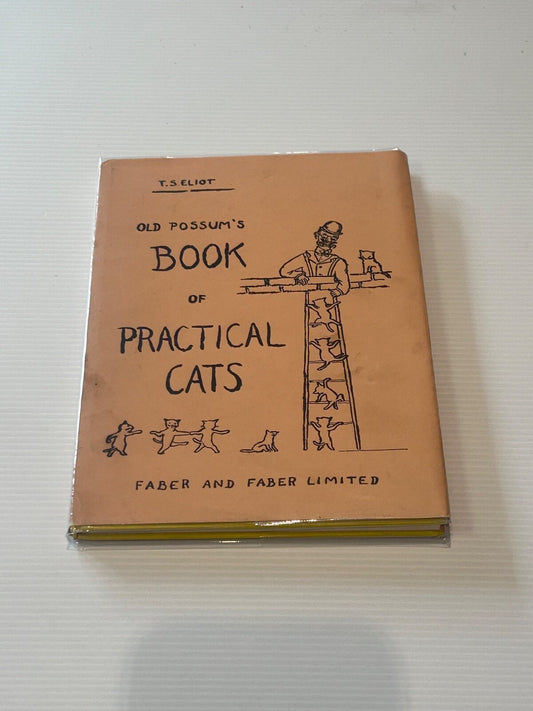 T.S.ELIOT
OLD POSSUM'S
BOOK
OF
PRACTICAL
CATS
FABER AND FABER LIMITED